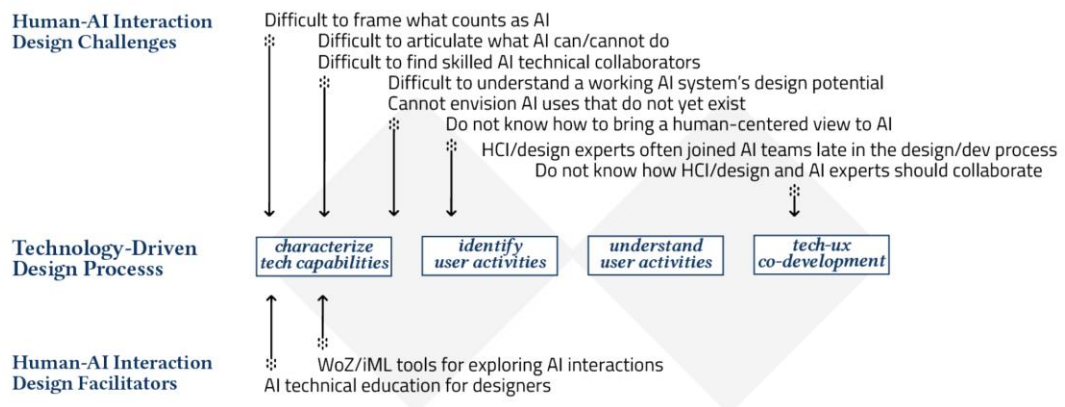 Human-AI Interaction
Design Challenges
Difficult to frame what counts as AI
Difficult to articulate what AI can/cannot do
Difficult to find skilled AI technical collaborators
Difficult to understand a working AI system's design potential
Cannot envision AI uses that do not yet exist
Do not know how to bring a human-centered view to AI
HCI/design experts often joined AI teams late in the design/dev process
Do not know how HCI/design and AI experts should collaborate
Technology-Driven
Design Processs
characterize
tech capabilities
identify
user activities
understand
user activities
tech-ux
co-development
Human-AI Interaction
Design Facilitators
WoZ/iML tools for exploring AI interactions
AI technical education for designers